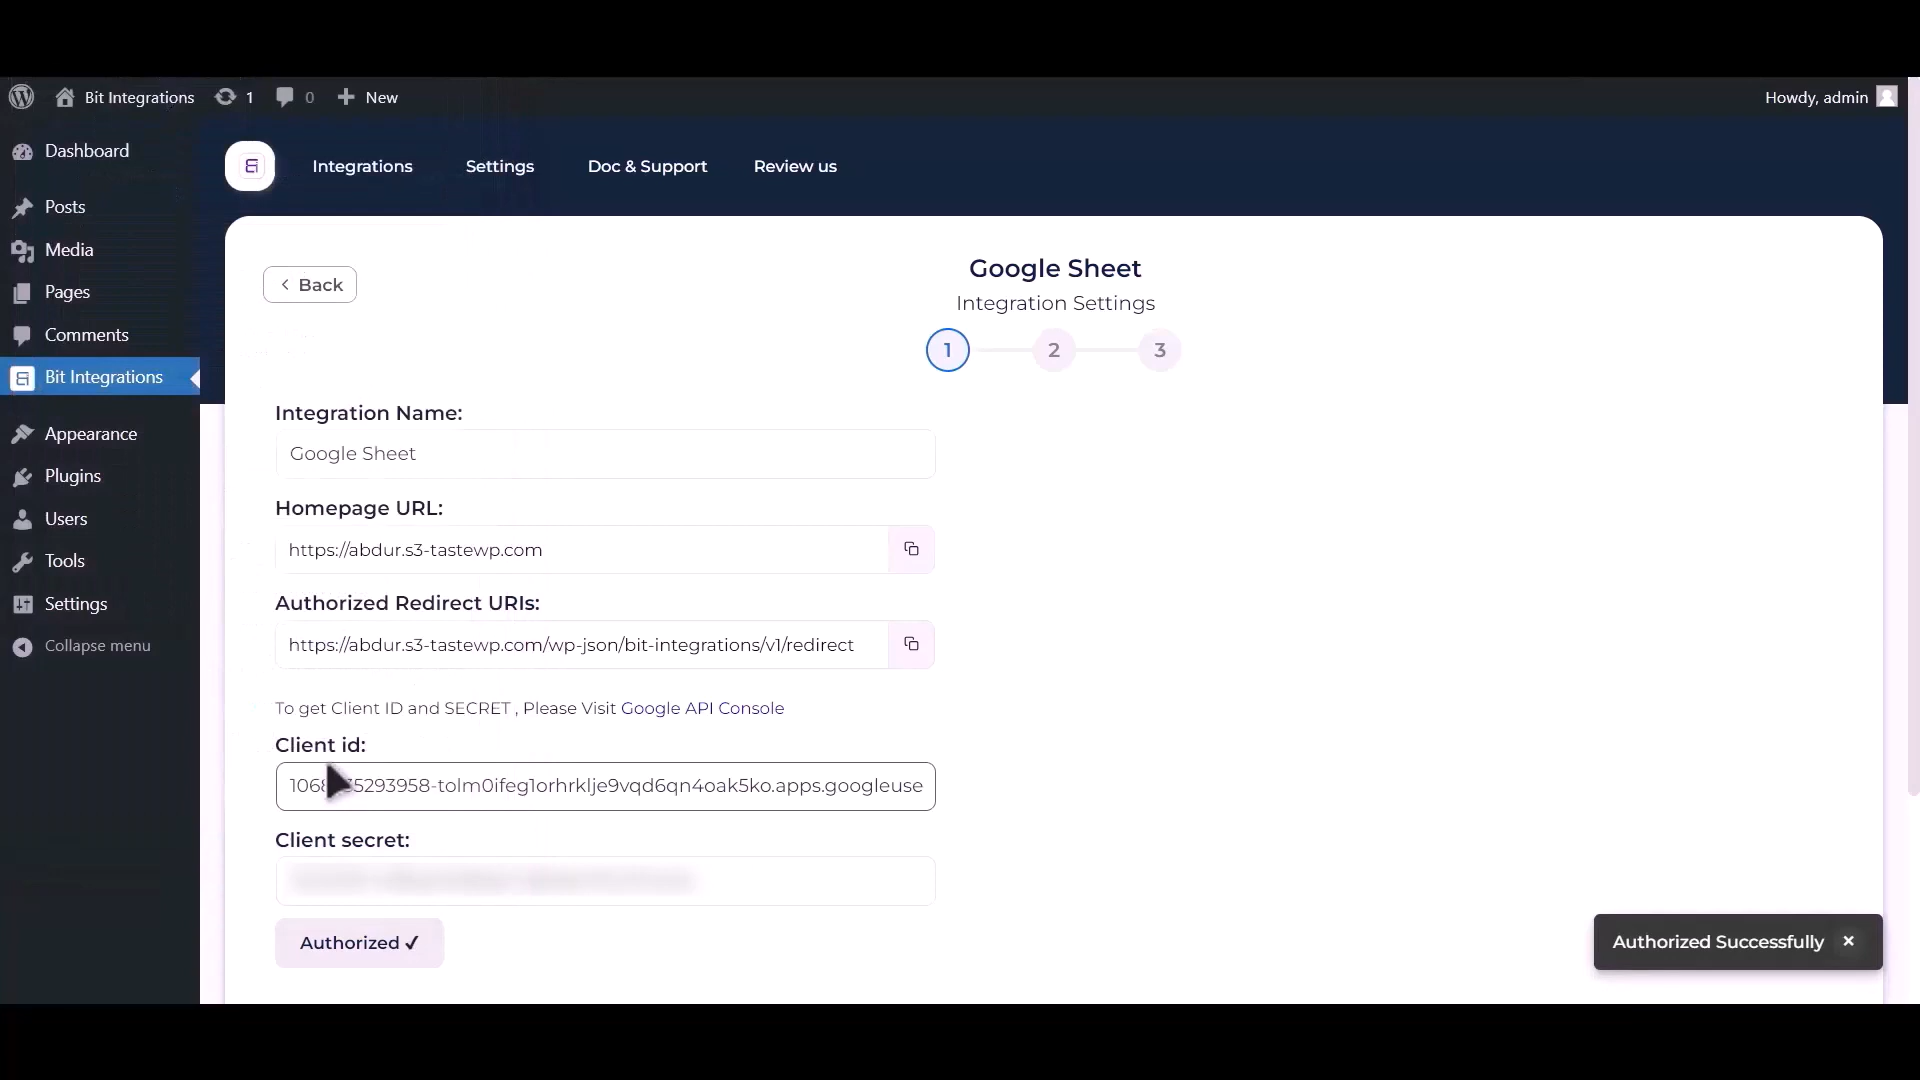 Bit Integrations 1 0 New Howdy, admin
Dashboard
Posts
Media
Pages
Comments
Bit Integrations
Appearance
Plugins
Users
Tools
Settings
Collapse menu
Integrations Settings Doc & Support Review us
Back
Google Sheet
Integration Settings
1 2 3
Integration Name:
Google Sheet
Homepage URL:
https://abdur.s3-tastewp.com
Authorized Redirect URIs:
https://abdur.s3-tastewp.com/wp-json/bit-integrations/v1/redirect
To get Client ID and SECRET , Please Visit Google API Console
Client id:
Client secret:
Authorized ✓
Authorized Successfully ×